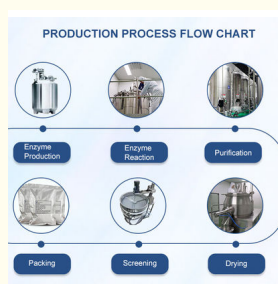 PRODUCTION PROCESS FLOW CHART
Enzyme
Production
Enzyme
Reaction
Purification
Packing
Screening
Drying